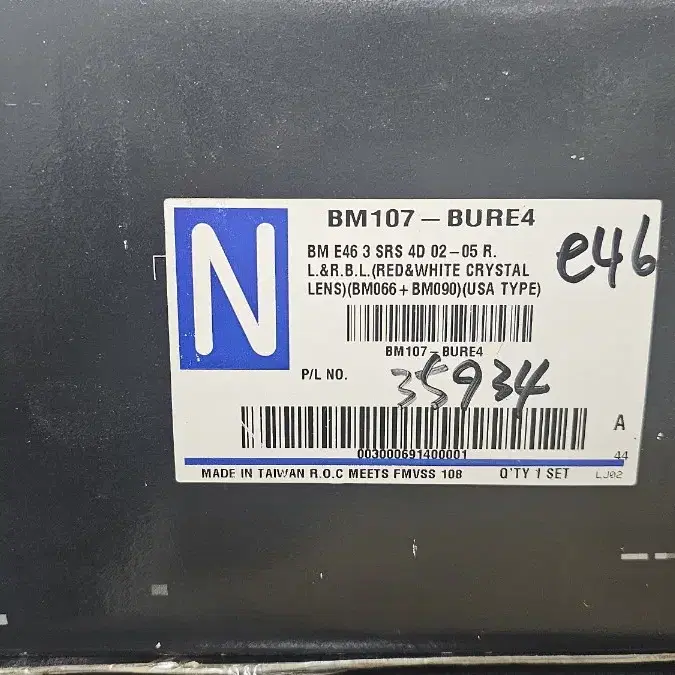 N
BM107-BURE4
BM E46 3 SRS 4D 02-05 R.
L.&R.B.L.(RED&WHITE CRYSTAL
LENS)(BM066+BM090)(USA TYPE)
e46
BM107-BURE4
P/L NO. 35934
A
003000691400001
44
MADE IN TAIWAN R.O.C MEETS FMVSS 108 Q'TY 1 SET LJ02